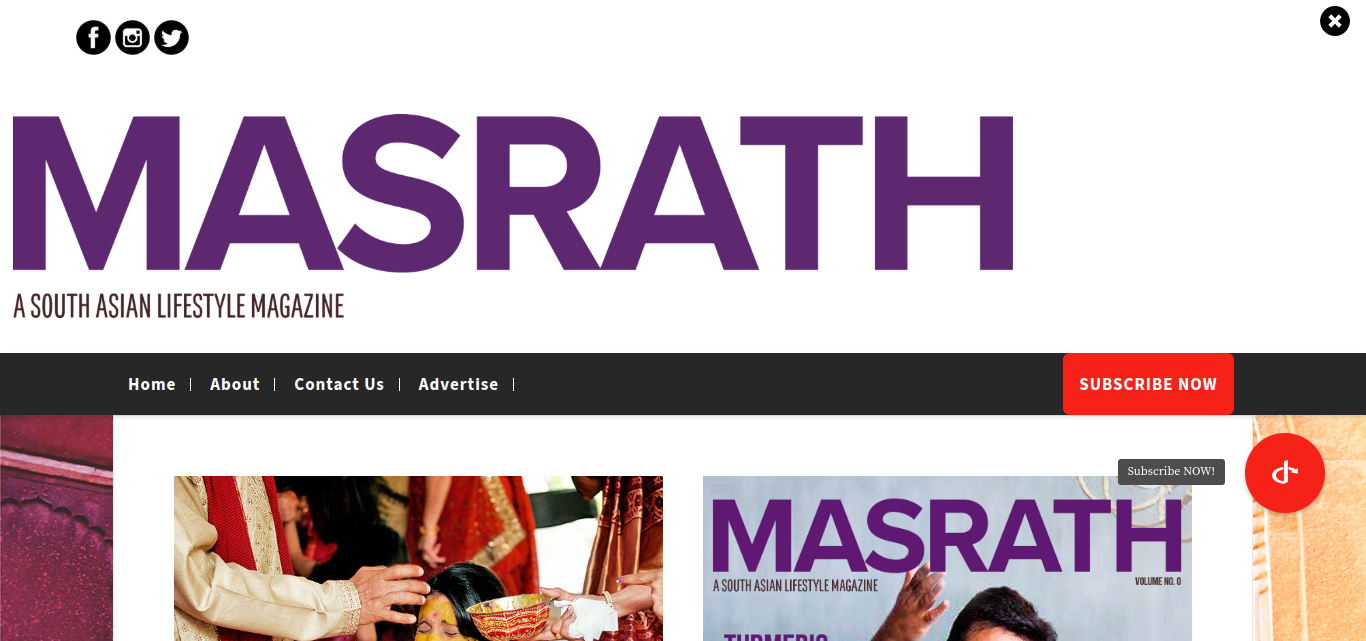 MASRATH
A SOUTH ASIAN LIFESTYLE MAGAZINE
Home
About
Contact Us
Advertise
SUBSCRIBE NOW
Subscribe NOW!
MASRATH
A SOUTH ASIAN LIFESTYLE MAGAZINE
VOLUME NO. 0
TURMERIC